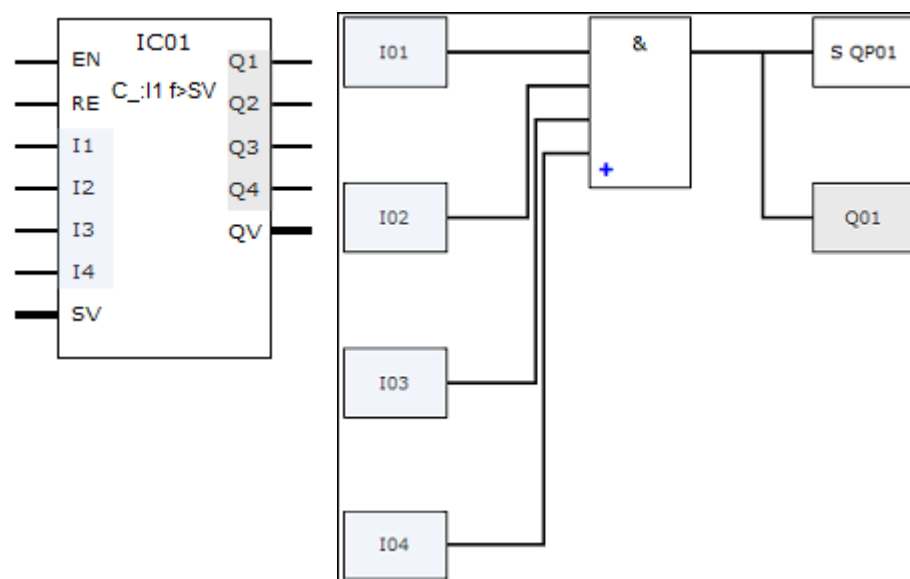 IC01
C_:I1 f>SV
EN
RE
I1
I2
I3
I4
SV
Q1
Q2
Q3
Q4
QV
I01
I02
I03
I04
&
+
S QP01
Q01